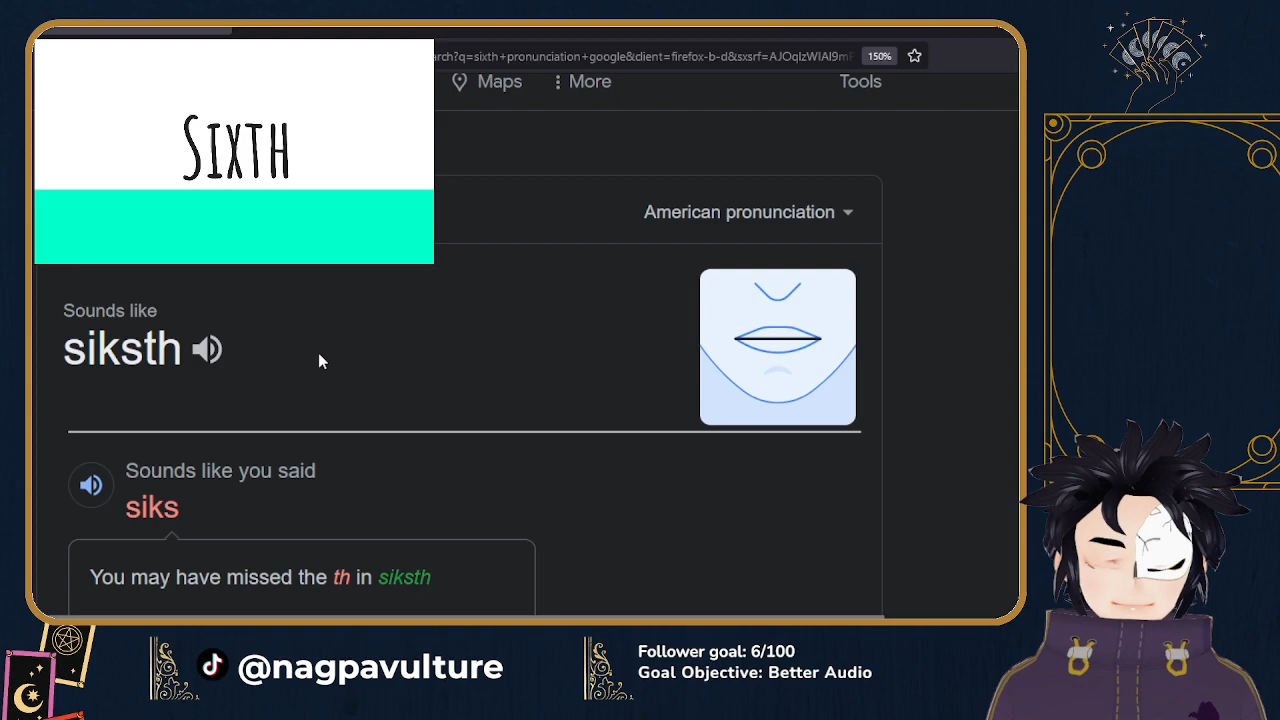 arch?q=sixth+pronunciation+google&client=firefox-b-d&sxsrf=AJOqlzWIAI9mF
150%
Maps
More
Tools
Sixth
American pronunciation
Sounds like
siksth
Sounds like you said
siks
You may have missed the th in siksth
@nagpavulture
Follower goal: 6/100
Goal Objective: Better Audio